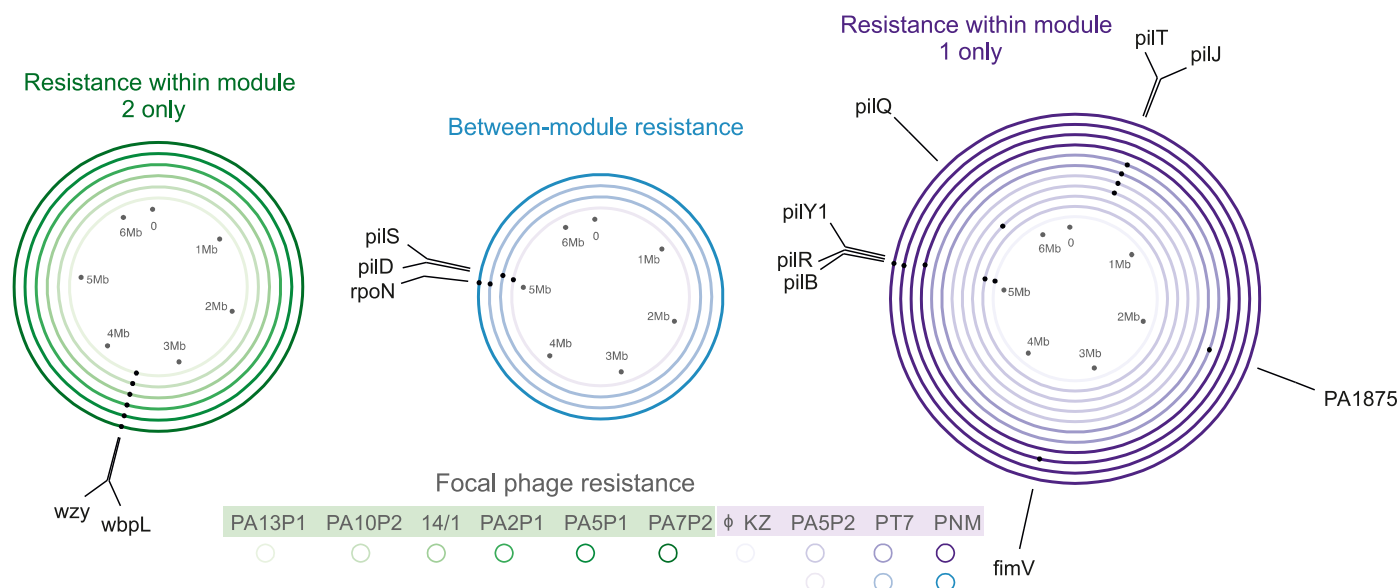 Resistance within module
2 only
6Mb
0
1Mb
5Mb
2Mb
4Mb
3Mb
wzy
wbpL
Between-module resistance
pilS
pilD
rpoN
6Mb
0
1Mb
5Mb
2Mb
4Mb
3Mb
Resistance within module
1 only
pilT
pilJ
pilQ
pilY1
pilR
pilB
6Mb
0
1Mb
5Mb
2Mb
4Mb
3Mb
PA1875
fimV
Focal phage resistance
PA13P1 PA10P2 14/1 PA2P1 PA5P1 PA7P2 ϕ KZ PA5P2 PT7 PNM